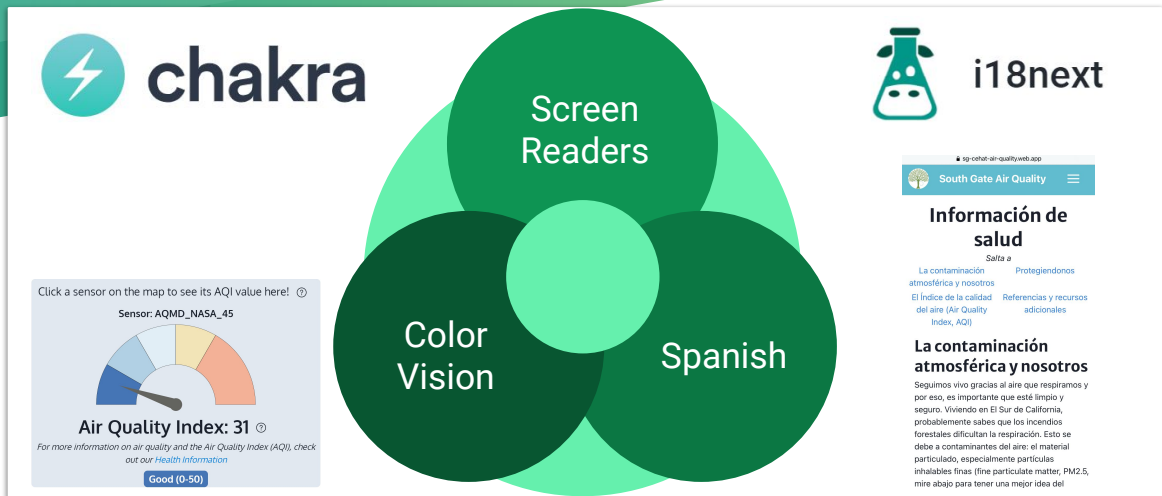 chakra
Screen
Readers
Color
Vision
Spanish
i18next
Click a sensor on the map to see its AQI value here!
Sensor: AQMD_NASA_45
Air Quality Index: 31
For more information on air quality and the Air Quality Index (AQI), check
out our Health Information
Good (0-50)
sg-cehat-air-quality.web.app
South Gate Air Quality
Información de
salud
Salta a
La contaminación
atmosférica y nosotros
Protegiendonos
El Índice de la calidad
del aire (Air Quality
Index, AQI)
Referencias y recursos
adicionales
La contaminación
atmosférica y nosotros
Seguimos vivo gracias al aire que respiramos y
por eso, es importante que esté limpio y
seguro. Viviendo en El Sur de California,
probablemente sabes que los incendios
forestales dificultan la respiración. Esto se
debe a contaminantes del aire: el material
particulado, especialmente partículas
inhalables finas (fine particulate matter, PM2.5,
mire abajo para tener una mejor idea del